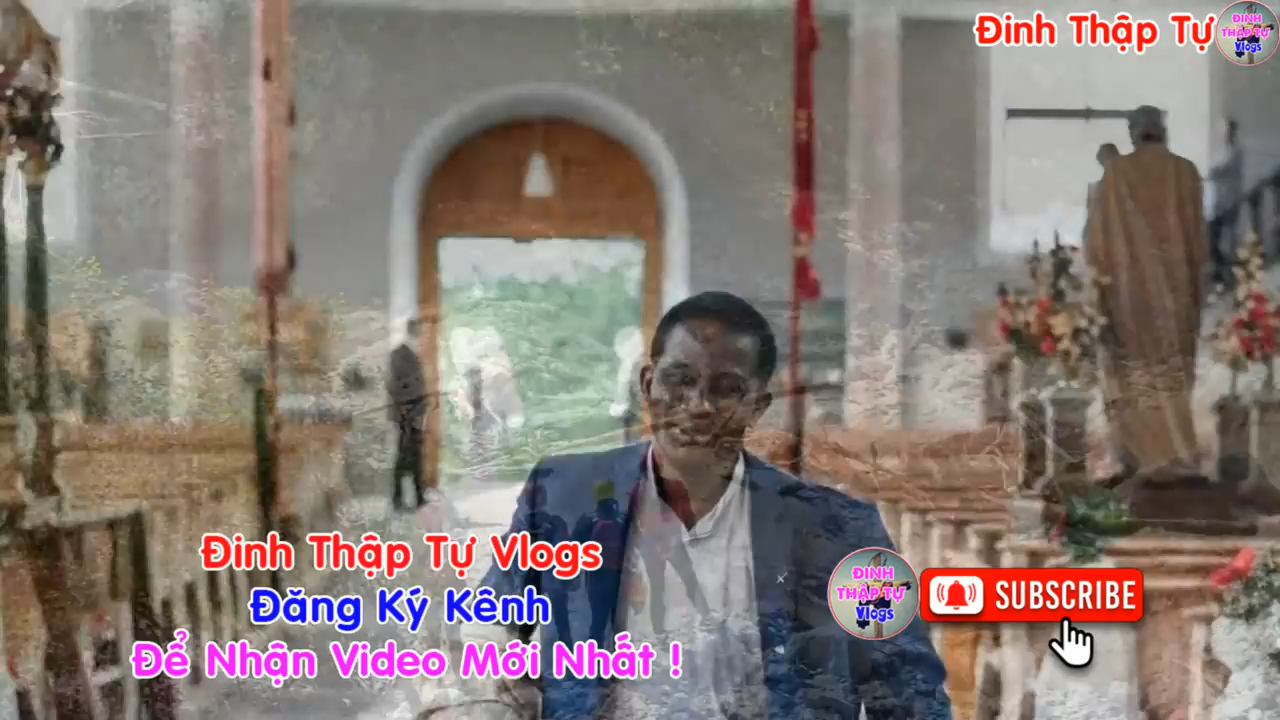 Đinh Thập Tự
ĐINH
THẬP TỰ
Vlogs
Đinh Thập Tự Vlogs
Đăng Ký Kênh
Để Nhận Video Mới Nhất !
ĐINH
THẬP TỰ
Vlogs
SUBSCRIBE